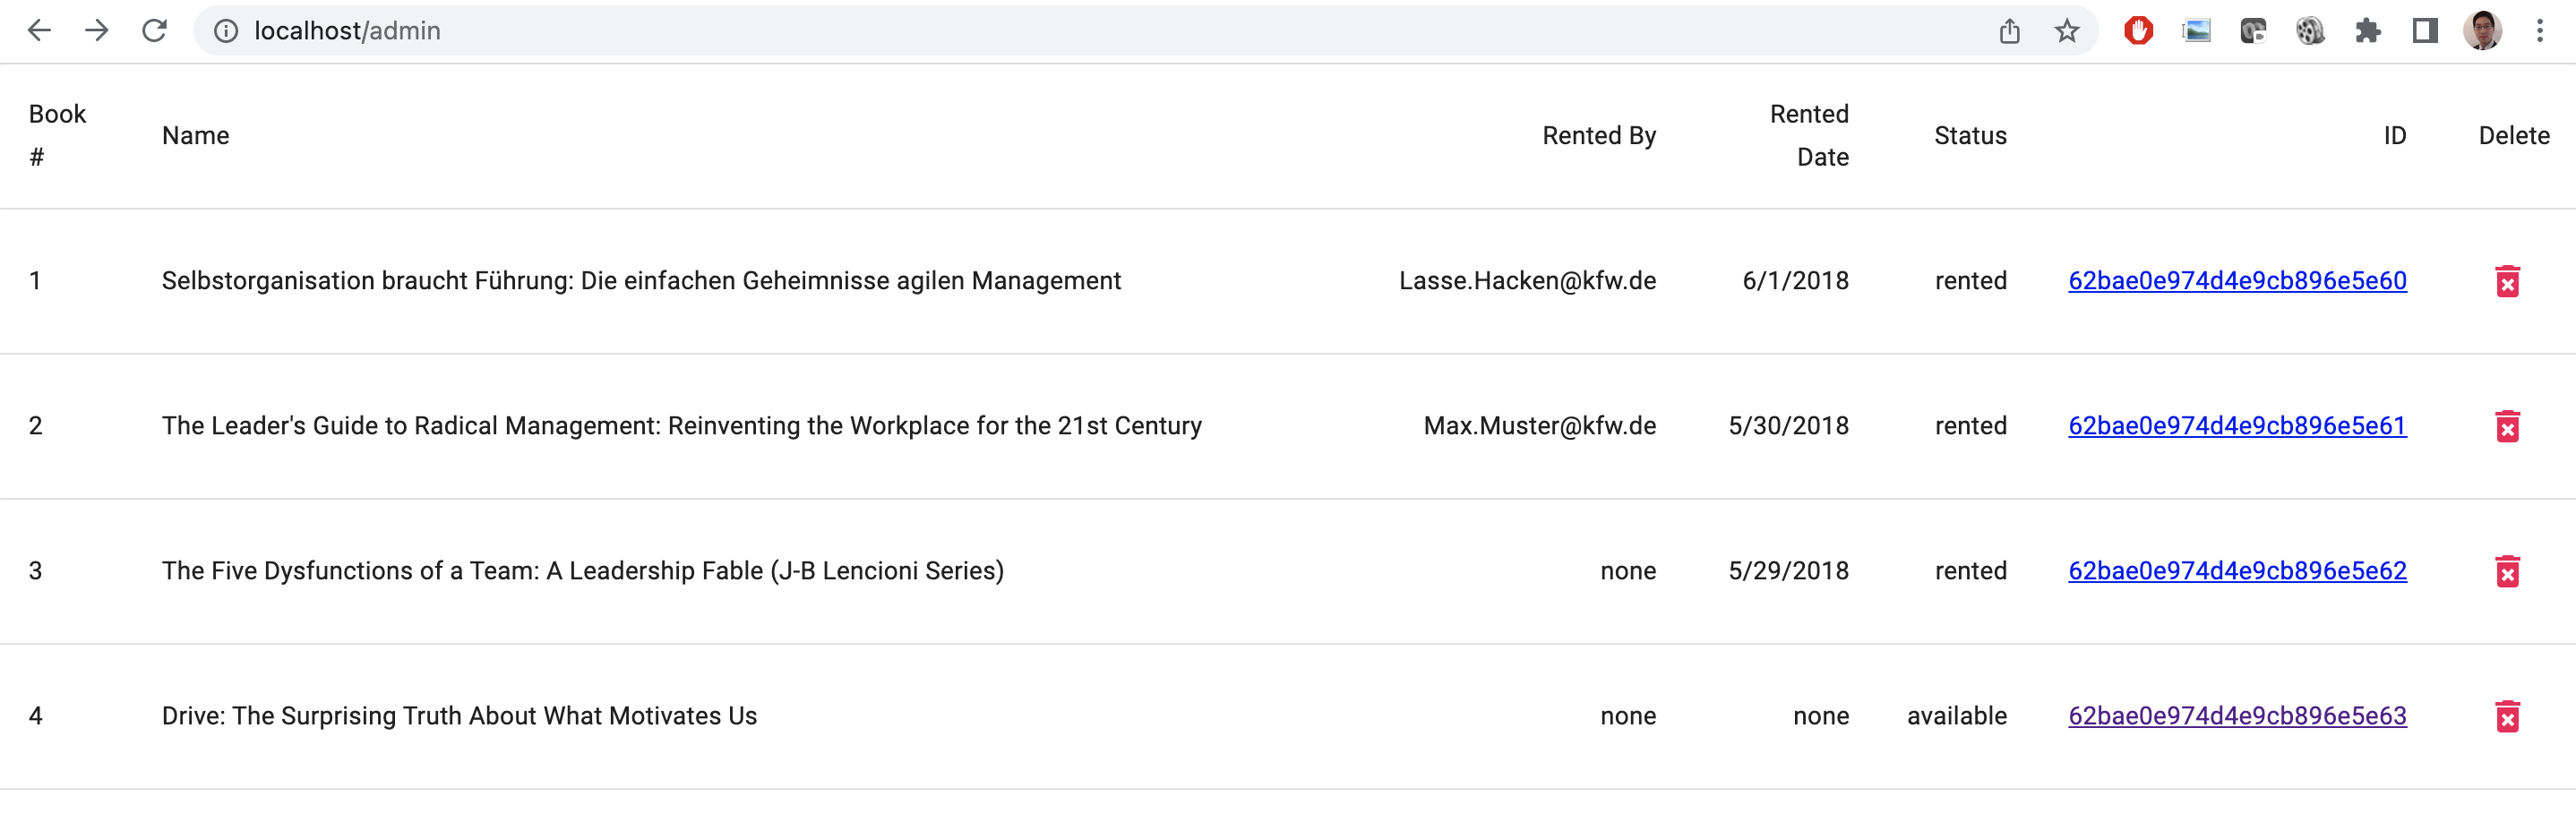 localhost/admin
Book # Name Rented By Rented Date Status ID Delete
1 Selbstorganisation braucht Führung: Die einfachen Geheimnisse agilen Management Lasse.Hacken@kfw.de 6/1/2018 rented 62bae0e974d4e9cb896e5e60
2 The Leader's Guide to Radical Management: Reinventing the Workplace for the 21st Century Max.Muster@kfw.de 5/30/2018 rented 62bae0e974d4e9cb896e5e61
3 The Five Dysfunctions of a Team: A Leadership Fable (J-B Lencioni Series) none 5/29/2018 rented 62bae0e974d4e9cb896e5e62
4 Drive: The Surprising Truth About What Motivates Us none none available 62bae0e974d4e9cb896e5e63